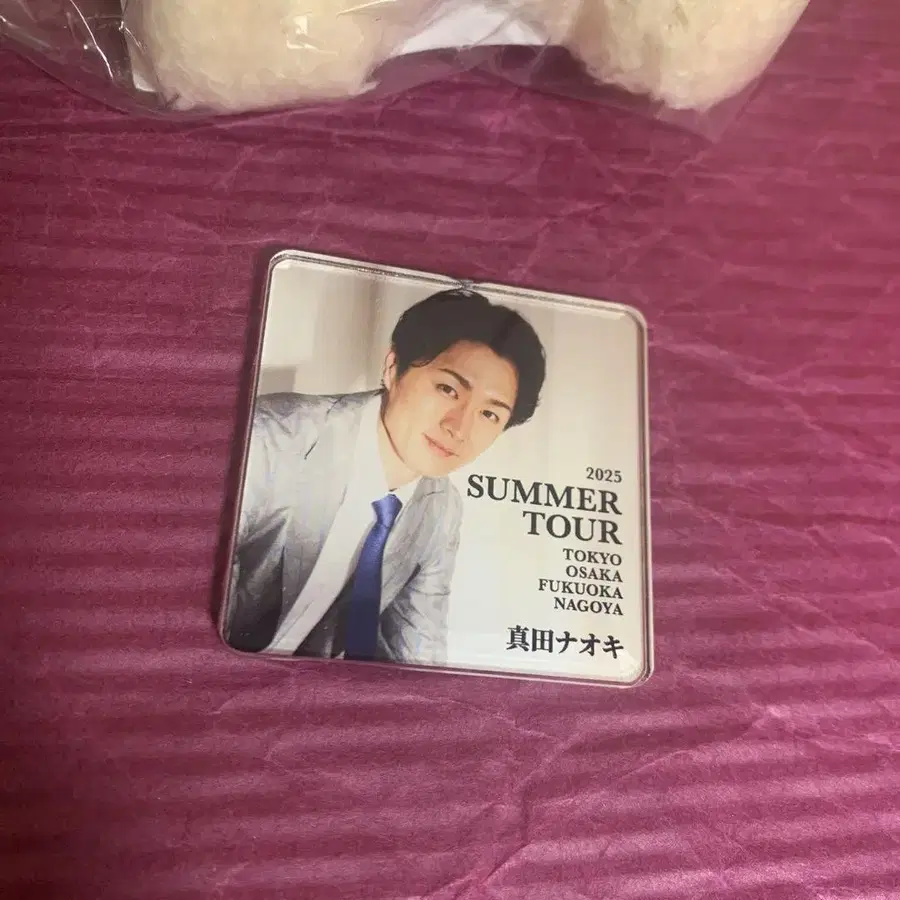 2025
SUMMER
TOUR
TOKYO
OSAKA
FUKUOKA
NAGOYA
真田ナオキ